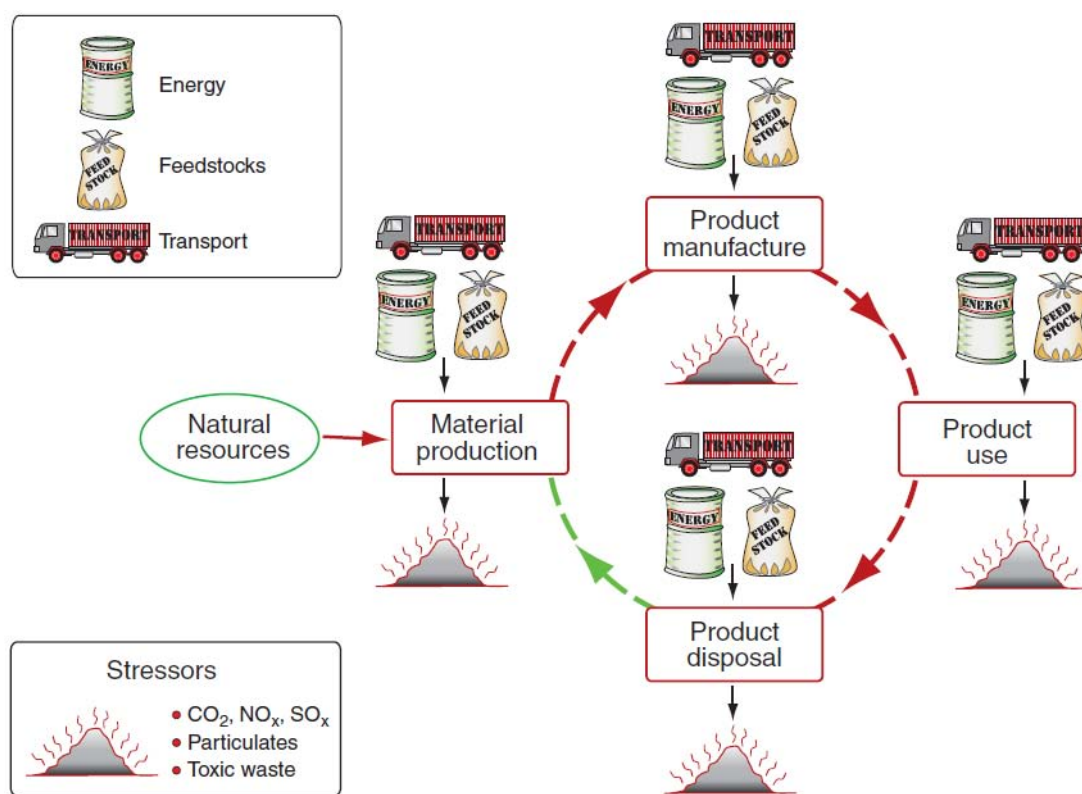 ENERGY
Energy
FEED
STOCK
Feedstocks
TRANSPORT
Transport
TRANSPORT
ENERGY
FEED
STOCK
Product
manufacture
TRANSPORT
ENERGY
FEED
STOCK
TRANSPORT
ENERGY
FEED
STOCK
Natural
resources
Material
production
Product
use
TRANSPORT
ENERGY
FEED
STOCK
Product
disposal
Stressors
• CO₂, NOₓ, SOₓ
• Particulates
• Toxic waste